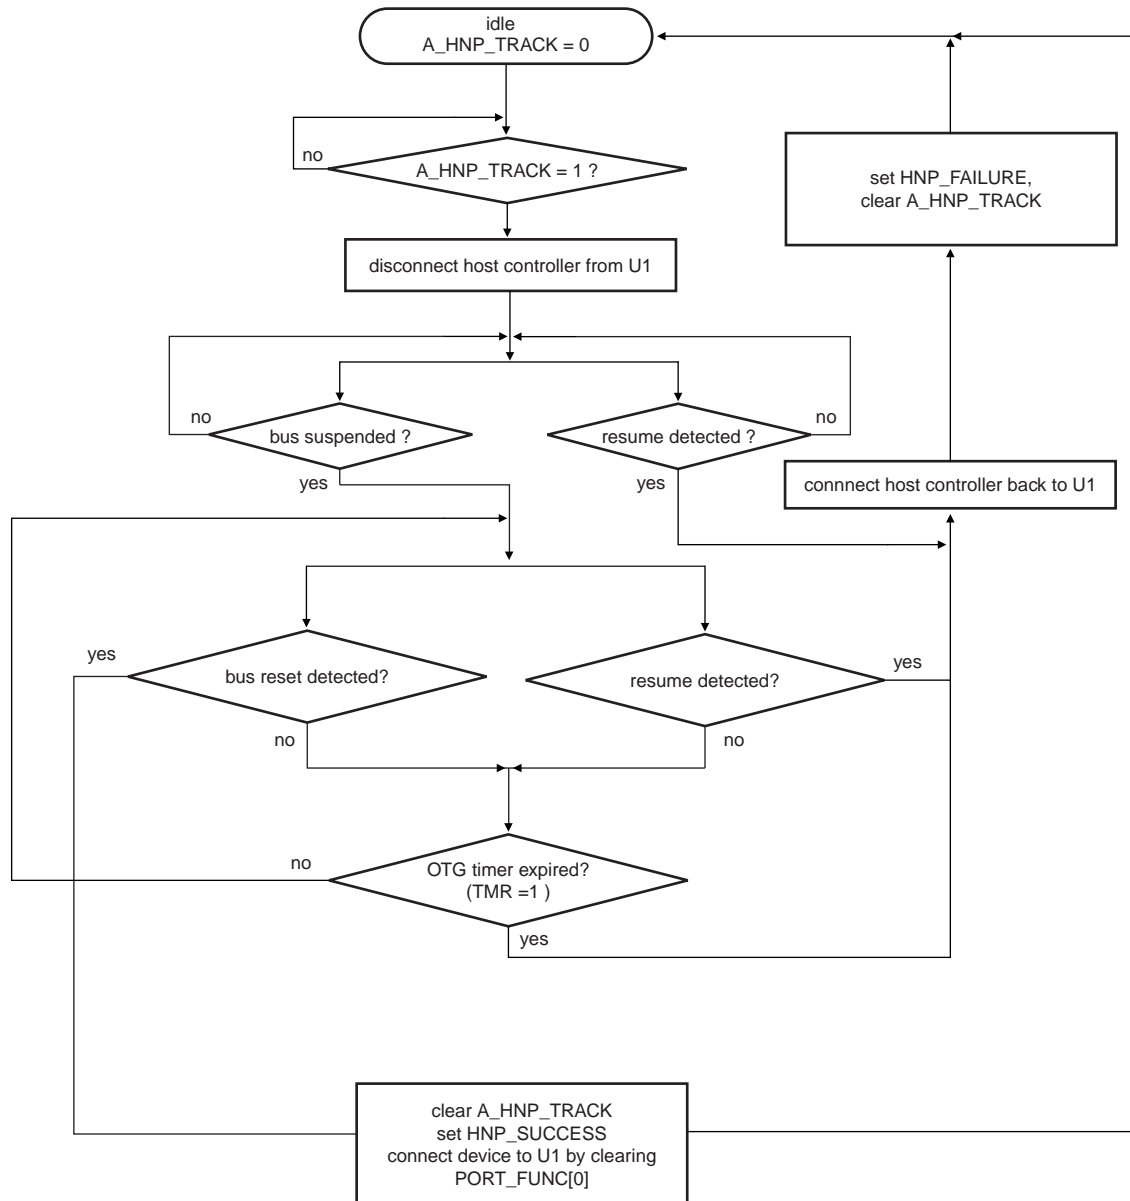 idle
A_HNP_TRACK = 0
no
A_HNP_TRACK = 1 ?
set HNP_FAILURE,
clear A_HNP_TRACK
disconnect host controller from U1
no
bus suspended ?
resume detected ?
no
yes
yes
connnect host controller back to U1
yes
bus reset detected?
resume detected?
yes
no
no
no
OTG timer expired?
(TMR =1 )
yes
clear A_HNP_TRACK
set HNP_SUCCESS
connect device to U1 by clearing
PORT_FUNC[0]